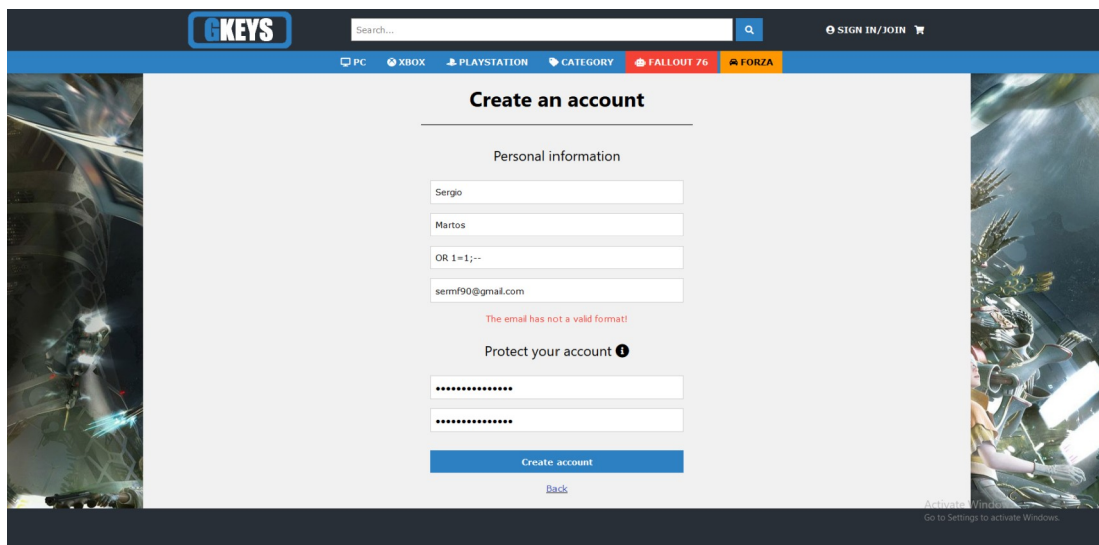 GKEYS
Search...
SIGN IN/JOIN
PC XBOX PLAYSTATION CATEGORY FALLOUT 76 FORZA
Create an account
Personal information
Sergio
Martos
OR 1=1;--
sermf90@gmail.com
The email has not a valid format!
Protect your account
•••••••••••••••
•••••••••••••••
Create account
Back
Activate Windows
Go to Settings to activate Windows.